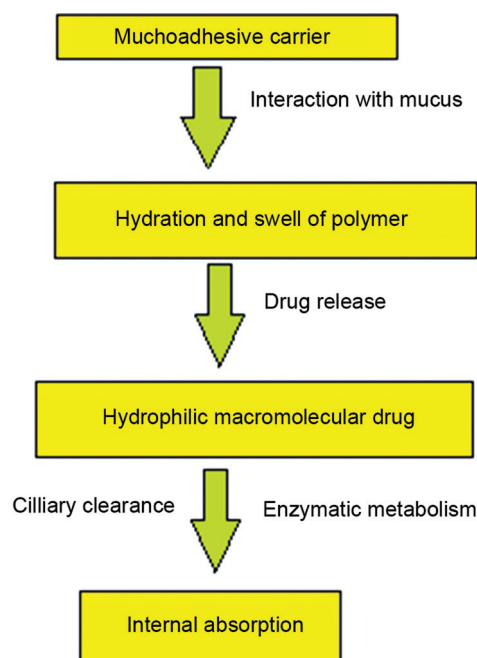 Muchoadhesive carrier
Interaction with mucus
Hydration and swell of polymer
Drug release
Hydrophilic macromolecular drug
Cilliary clearance
Enzymatic metabolism
Internal absorption